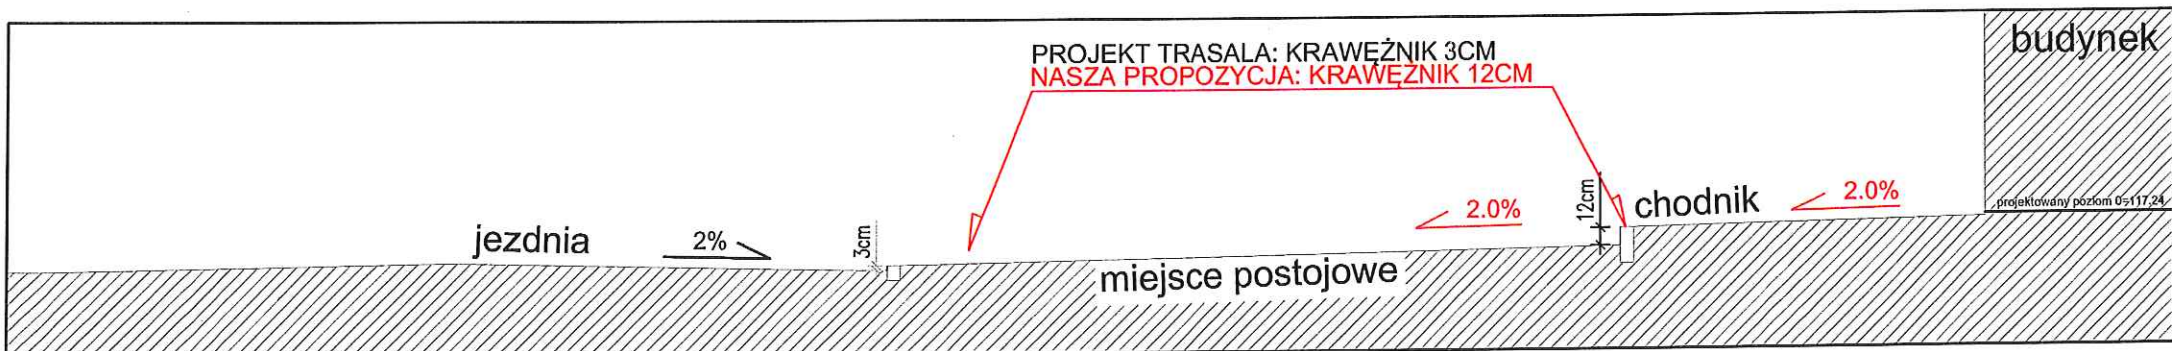 budynek
PROJEKT TRASALA: KRAWĘŻNIK 3CM
NASZA PROPOZYCJA: KRAWĘŻNIK 12CM
jezdnia
2%
3cm
miejsce postojowe
2.0%
12cm
chodnik
2.0%
projektowany poziom 0=117,24